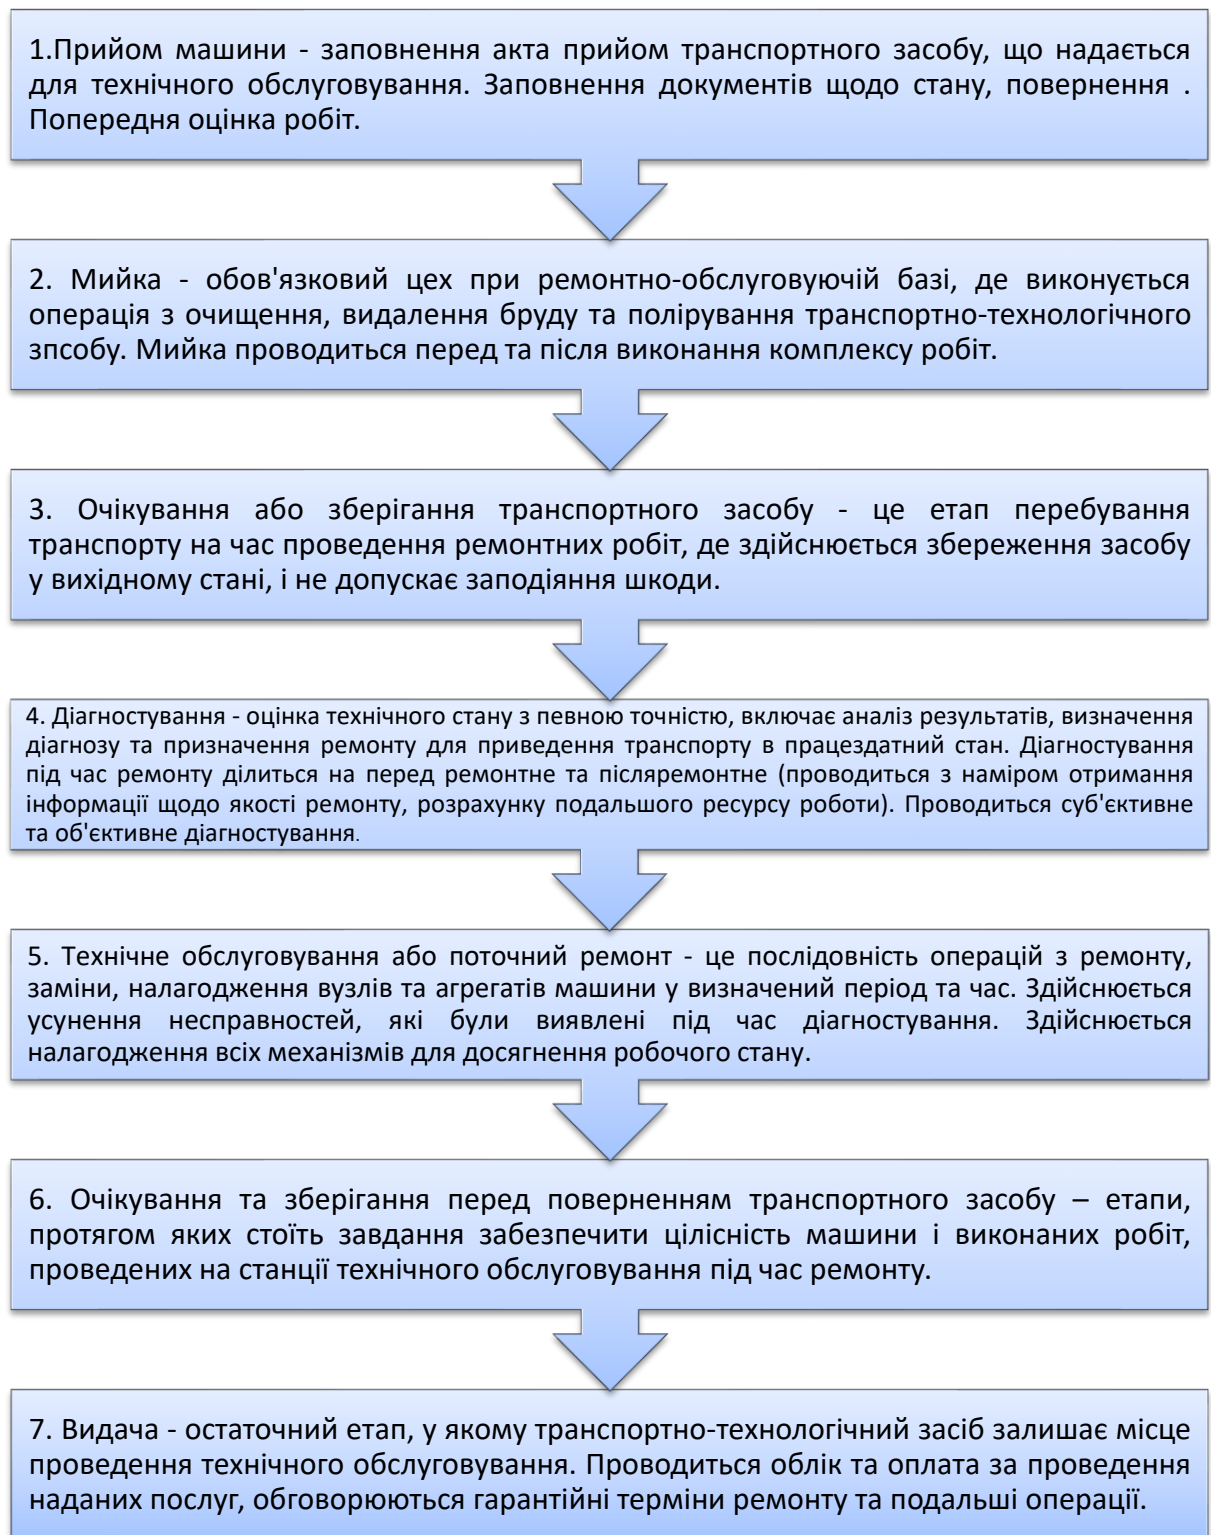 1.Прийом машини - заповнення акта прийом транспортного засобу, що надається
для технічного обслуговування. Заповнення документів щодо стану, повернення .
Попередня оцінка робіт.
2. Мийка - обов'язковий цех при ремонтно-обслуговуючій базі, де виконується
операція з очищення, видалення бруду та полірування транспортно-технологічного
зпсобу. Мийка проводиться перед та після виконання комплексу робіт.
3. Очікування або зберігання транспортного засобу - це етап перебування
транспорту на час проведення ремонтних робіт, де здійснюється збереження засобу
у вихідному стані, і не допускає заподіяння шкоди.
4. Діагностування - оцінка технічного стану з певною точністю, включає аналіз результатів, визначення
діагнозу та призначення ремонту для приведення транспорту в працездатний стан. Діагностування
під час ремонту ділиться на перед ремонтне та післяремонтне (проводиться з наміром отримання
інформації щодо якості ремонту, розрахунку подальшого ресурсу роботи). Проводиться суб'єктивне
та об'єктивне діагностування.
5. Технічне обслуговування або поточний ремонт - це послідовність операцій з ремонту,
заміни, налагодження вузлів та агрегатів машини у визначений період та час. Здійснюється
усунення несправностей, які були виявлені під час діагностування. Здійснюється
налагодження всіх механізмів для досягнення робочого стану.
6. Очікування та зберігання перед поверненням транспортного засобу – етапи,
протягом яких стоїть завдання забезпечити цілісність машини і виконаних робіт,
проведених на станції технічного обслуговування під час ремонту.
7. Видача - остаточний етап, у якому транспортно-технологічний засіб залишає місце
проведення технічного обслуговування. Проводиться облік та оплата за проведення
наданих послуг, обговорюються гарантійні терміни ремонту та подальші операції.